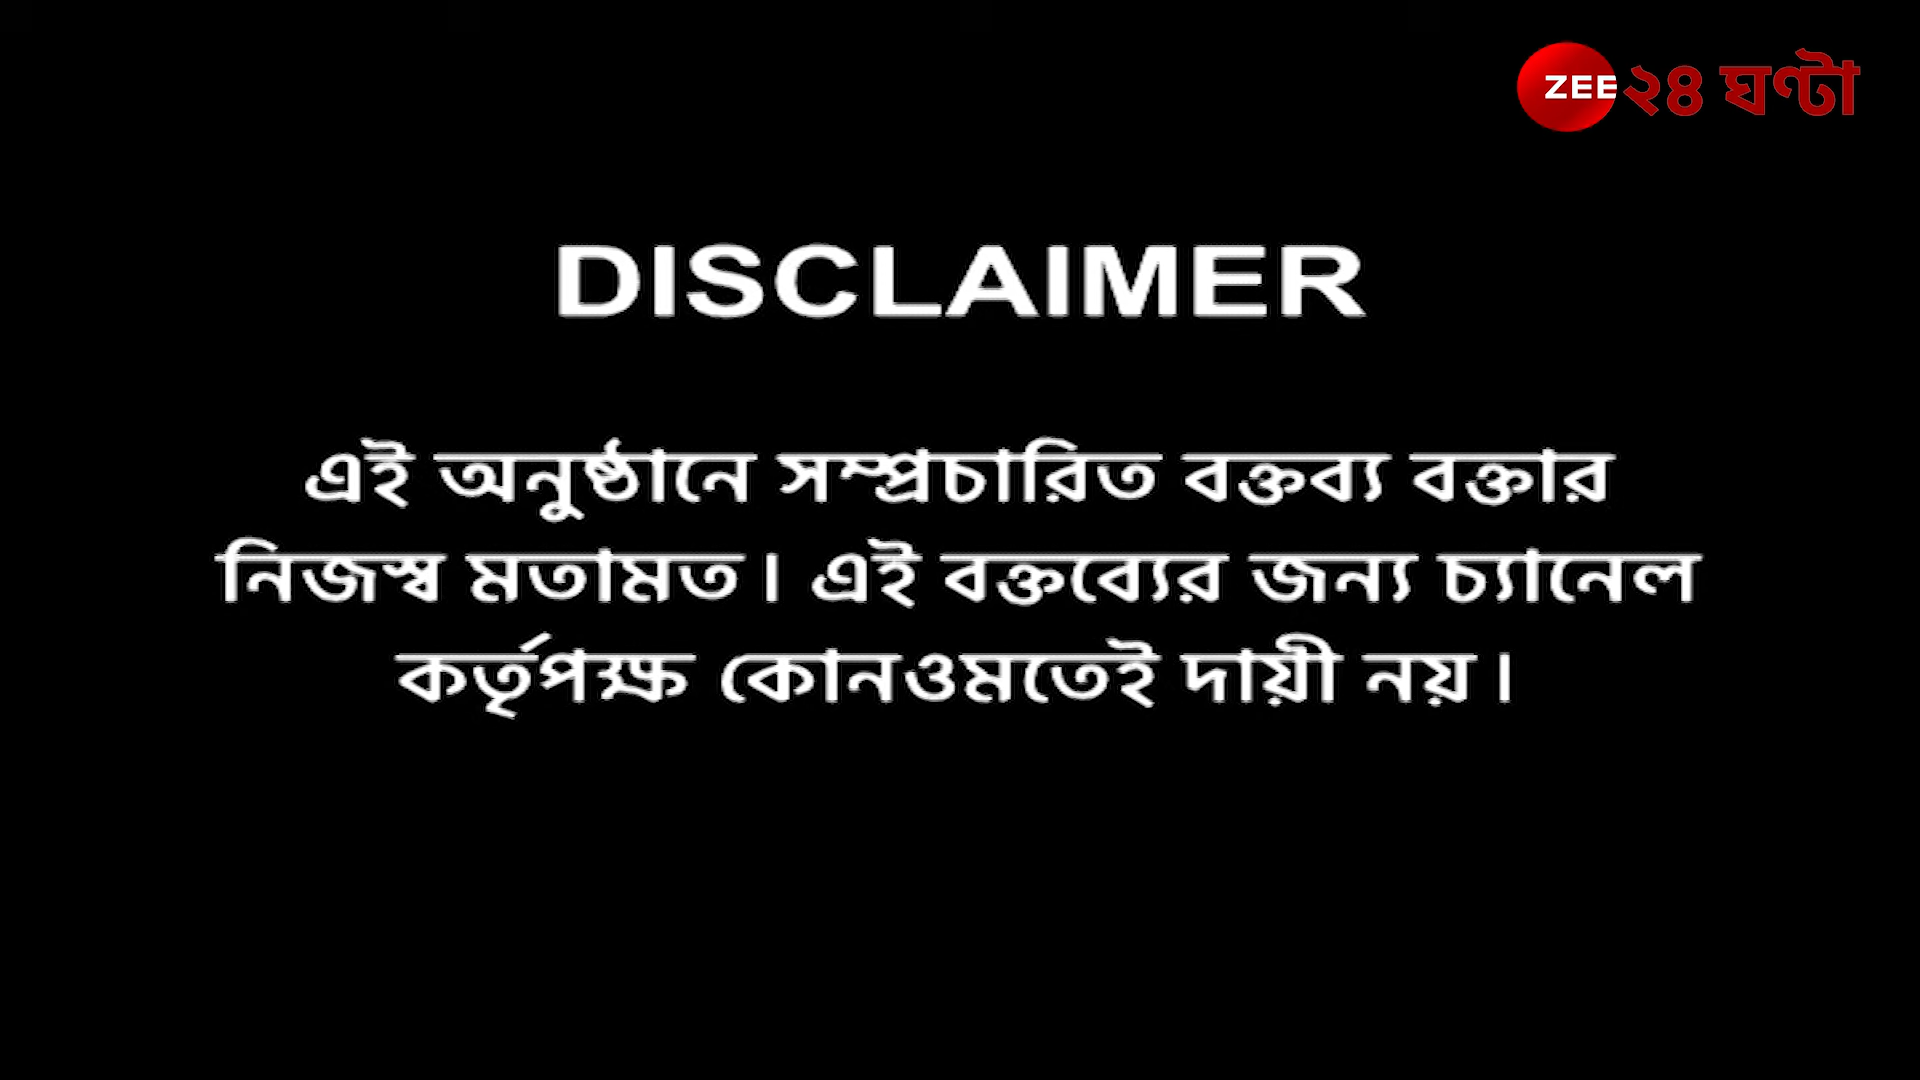 ZEE ২৪ ঘণ্টা
DISCLAIMER
এই অনুষ্ঠানে সম্প্রচারিত বক্তব্য বক্তার
নিজস্ব মতামত। এই বক্তব্যের জন্য চ্যানেল
কর্তৃপক্ষ কোনওমতেই দায়ী নয়।